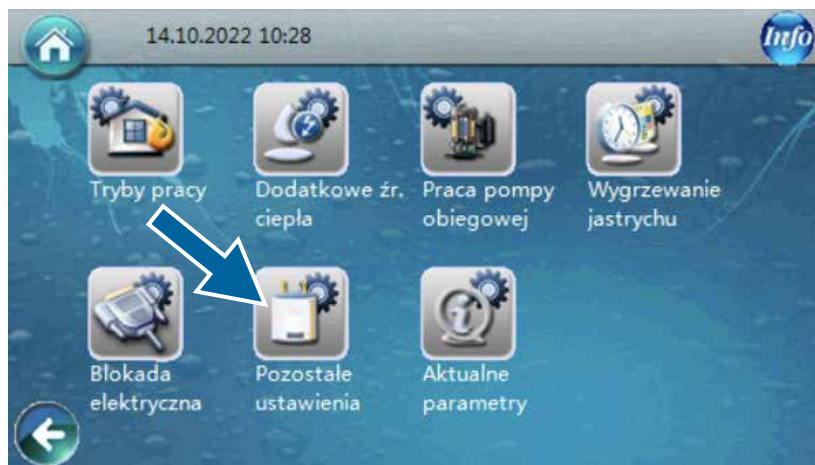 14.10.2022 10:28
Info
Tryby pracy
Dodatkowe źr.
ciepła
Praca pompy
obiegowej
Wygrzewanie
jastrychu
Blokada
elektryczna
Pozostałe
ustawienia
Aktualne
parametry